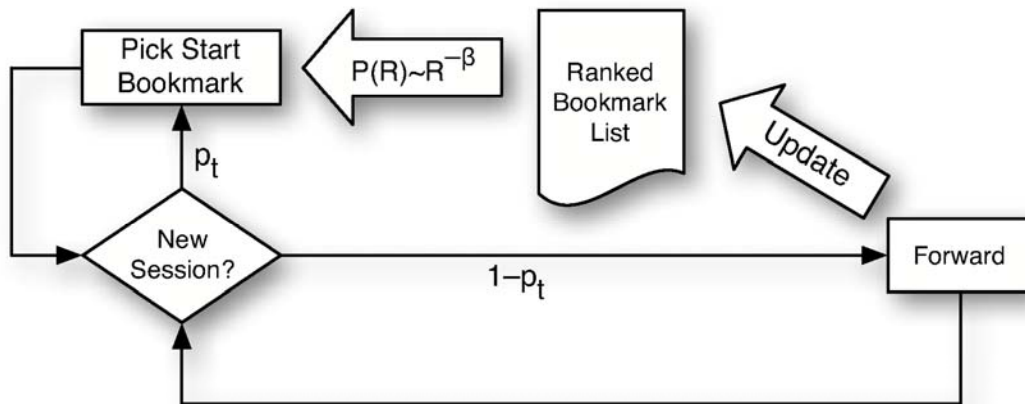 Pick Start
Bookmark
P(R)~R^−β
Ranked
Bookmark
List
Update
p_t
New
Session?
1−p_t
Forward